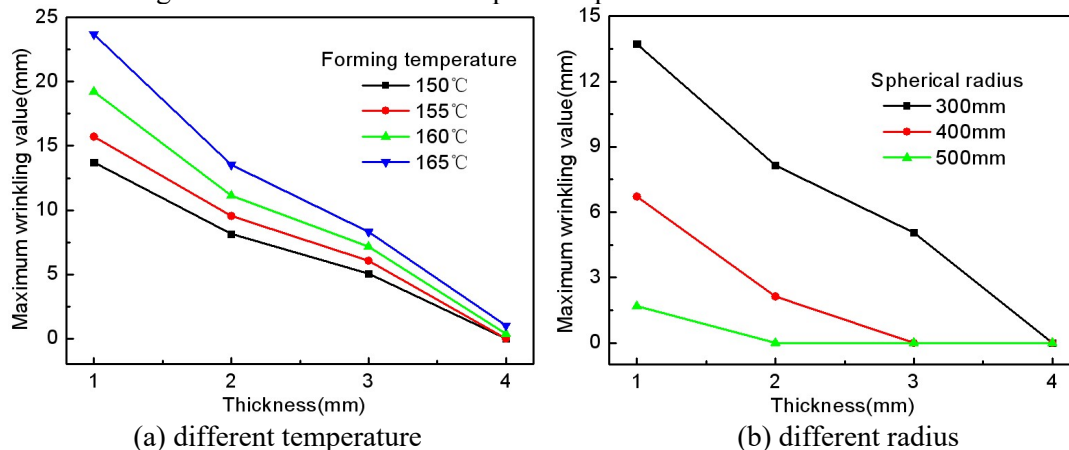 25
20
15
10
5
0
Maximum wrinkling value(mm)
Forming temperature
150℃
155℃
160℃
165℃
1 2 3 4
Thickness(mm)
(a) different temperature
15
12
9
6
3
0
Maximum wrinkling value(mm)
Spherical radius
300mm
400mm
500mm
1 2 3 4
Thickness(mm)
(b) different radius